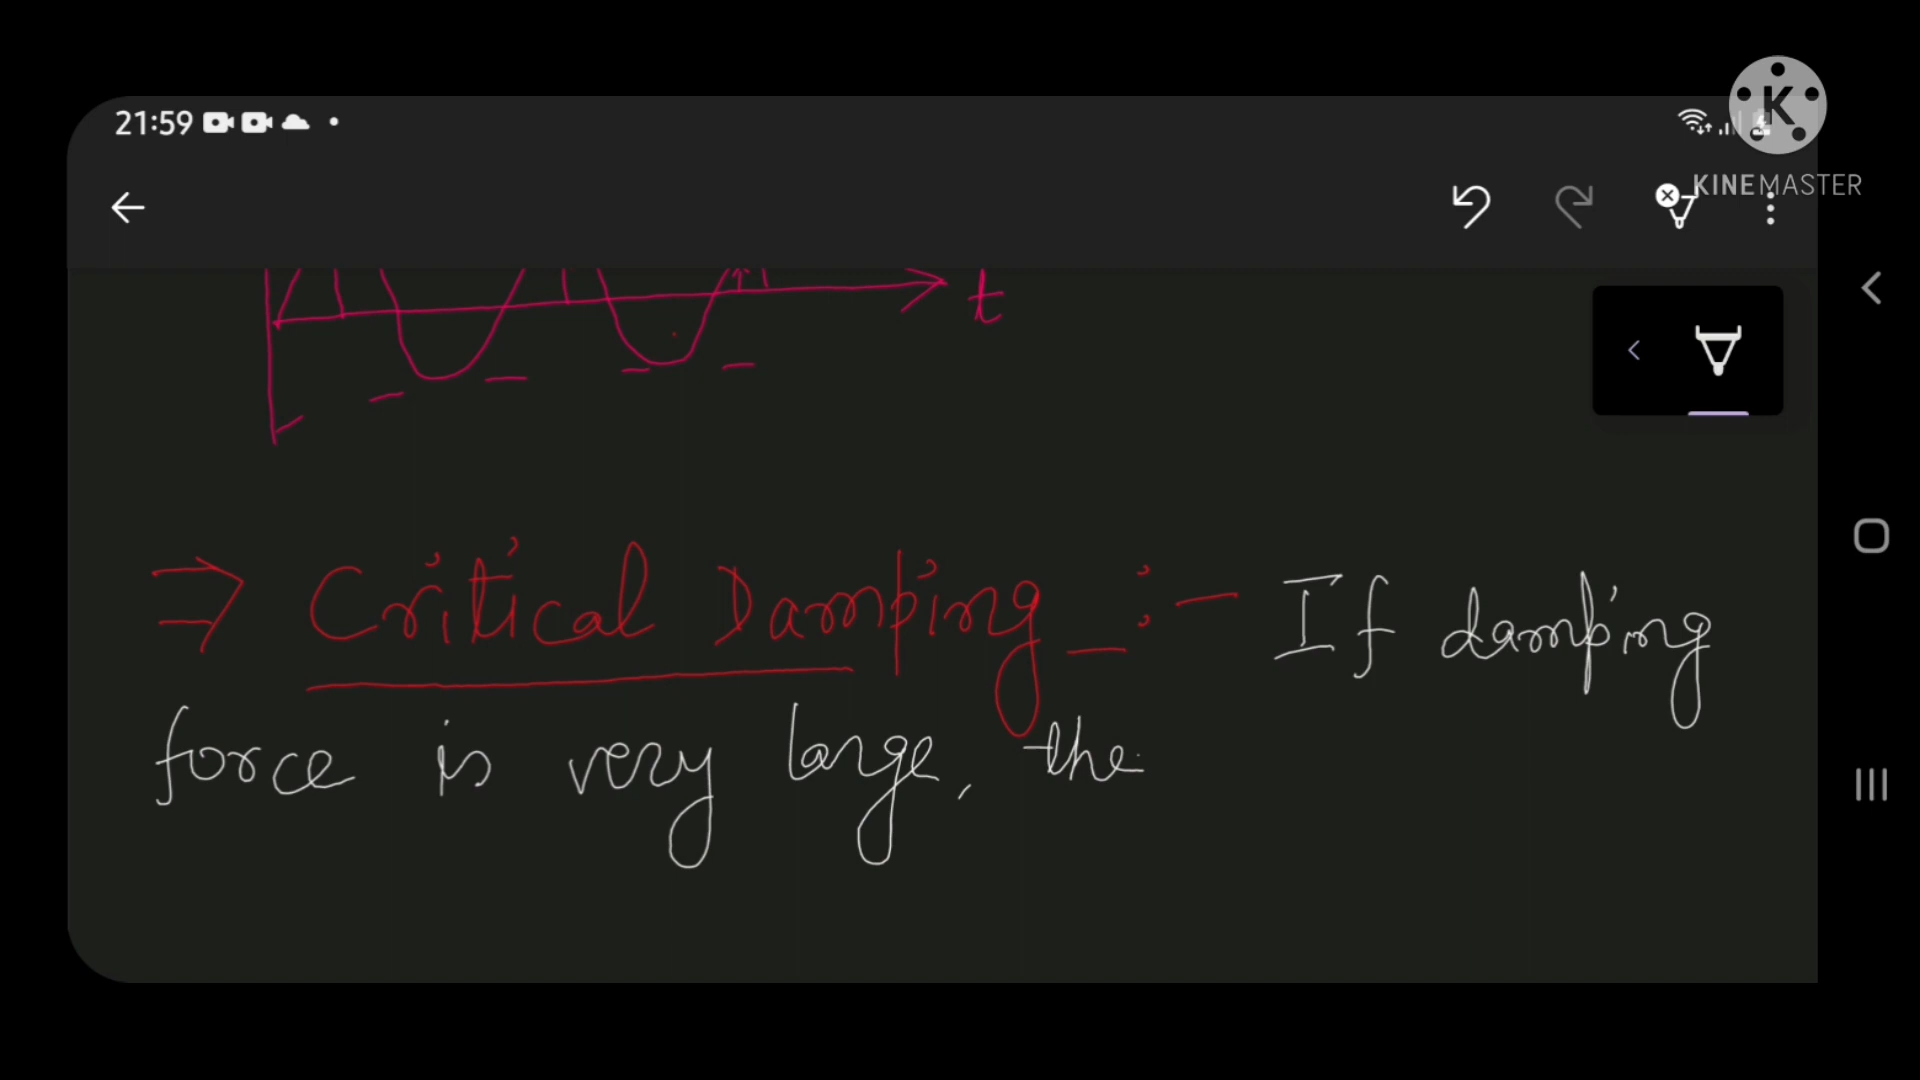 21:59
KINEMASTER
t
⇒ Critical Damping :- If damping
force is very large, the